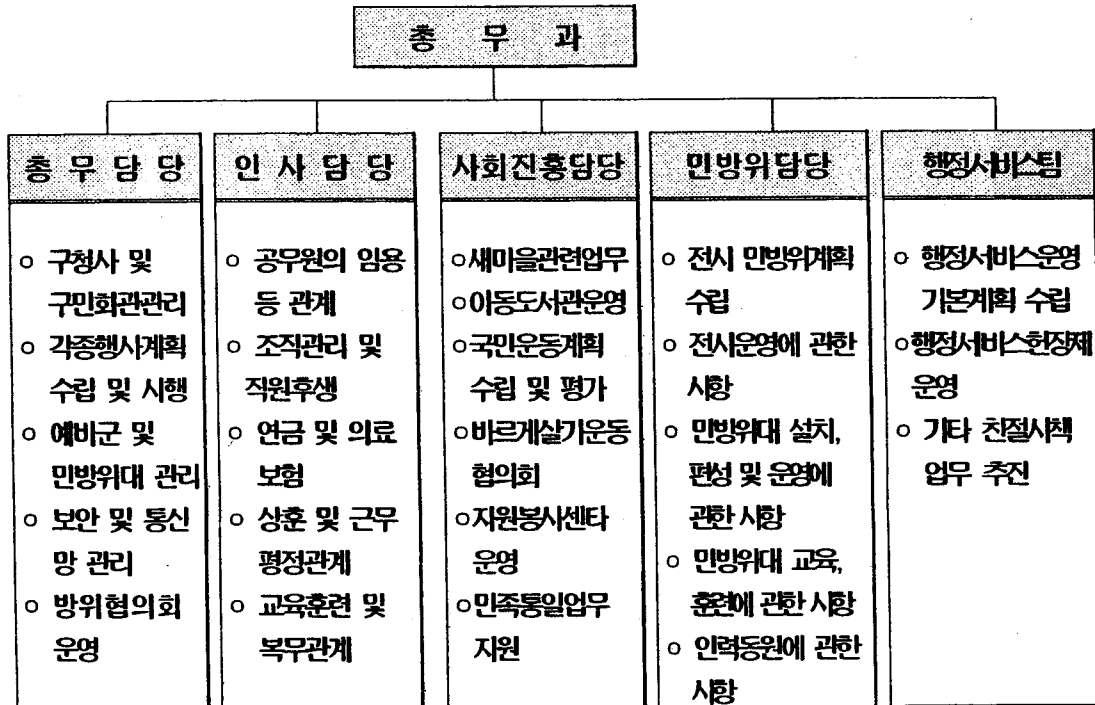 총 무 과
총 무 담 당
o 구청사 및
구민회관관리
o 각종행사계획
수립 및 시행
o 예비군 및
민방위대 관리
o 보안 및 통신
망 관리
o 방위협의회
운영
인 사 담 당
o 공무원의 임용
등 관계
o 조직관리 및
직원후생
o 연금 및 의료
보험
o 상훈 및 근무
평정관계
o 교육훈련 및
복무관계
사회진흥담당
o새마을관련업무
o이동도서관운영
o국민운동계획
수립 및 평가
o바르게살기운동
협의회
o자원봉사센타
운영
o민족통일업무
지원
민방위담당
o 전시 민방위계획
수립
o 전시운영에 관한
사항
o 민방위대 설치,
편성 및 운영에
관한 사항
o 민방위대 교육,
훈련에 관한 사항
o 인력동원에 관한
사항
행정서비스팀
o 행정서비스운영
기본계획 수립
o행정서비스헌장제
운영
o 기타 친절시책
업무 추진